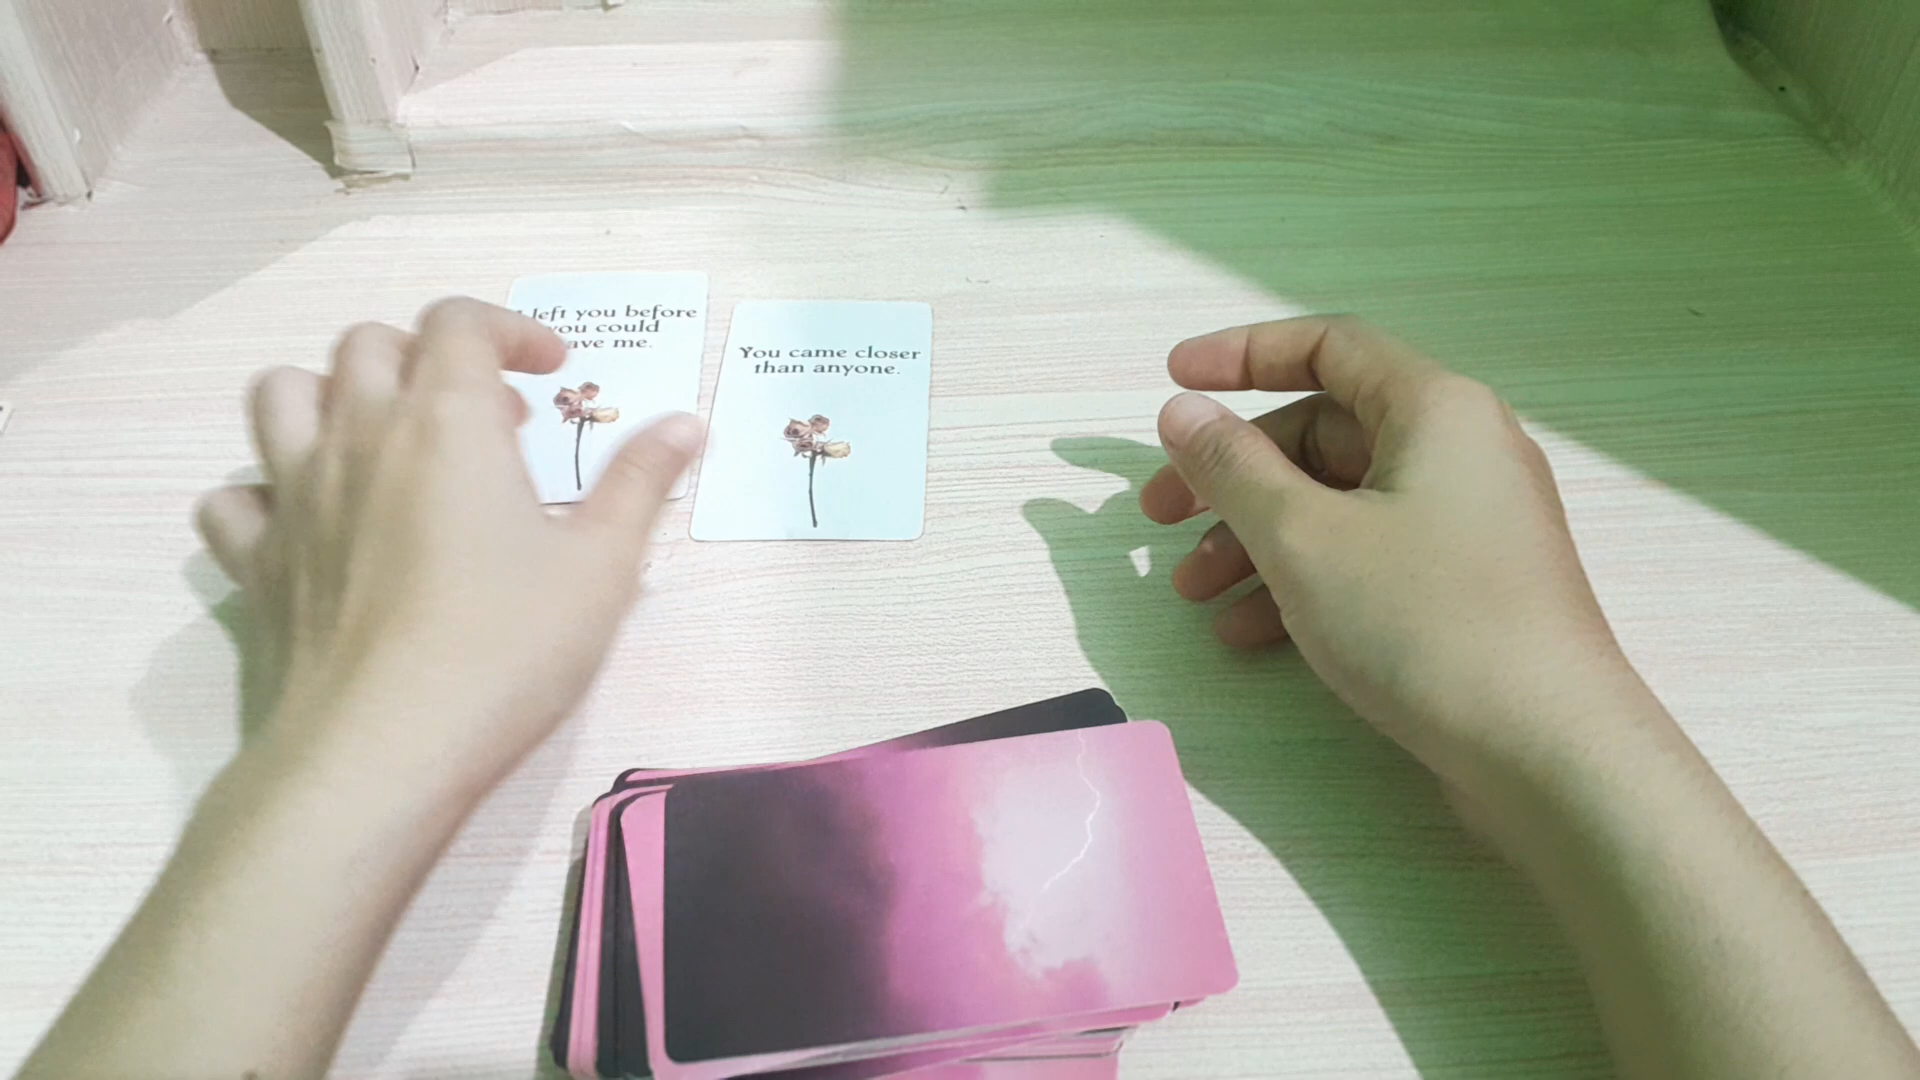 left you before
you could
me.
You came closer
than anyone.